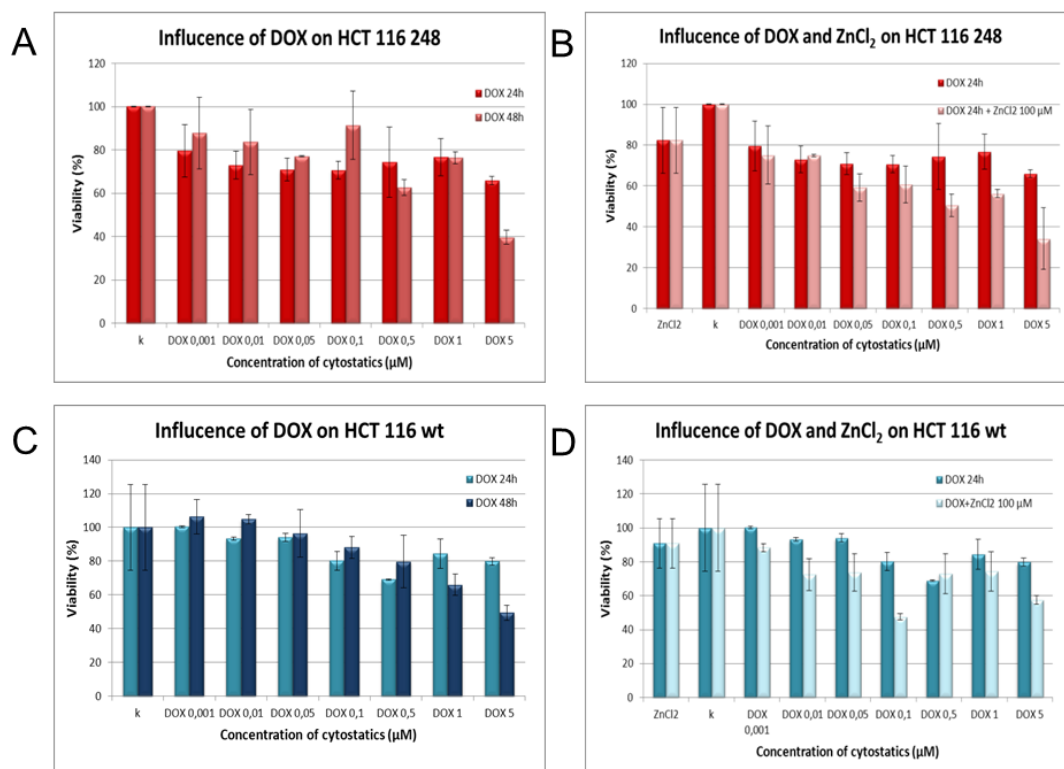 A
Influcence of DOX on HCT 116 248
120
100
80
60
40
20
0
Viability (%)
DOX 24h
DOX 48h
k DOX 0,001 DOX 0,01 DOX 0,05 DOX 0,1 DOX 0,5 DOX 1 DOX 5
Concentration of cytostatics (µM)
B
Influcence of DOX and ZnCl₂ on HCT 116 248
120
100
80
60
40
20
0
Viability (%)
DOX 24h
DOX 24h + ZnCl2 100 µM
ZnCl2 k DOX 0,001 DOX 0,01 DOX 0,05 DOX 0,1 DOX 0,5 DOX 1 DOX 5
Concentration of cytostatics (µM)
C
Influcence of DOX on HCT 116 wt
140
120
100
80
60
40
20
0
Viability (%)
DOX 24h
DOX 48h
k DOX 0,001 DOX 0,01 DOX 0,05 DOX 0,1 DOX 0,5 DOX 1 DOX 5
Concentration of cytostatics (µM)
D
Influcence of DOX and ZnCl₂ on HCT 116 wt
140
120
100
80
60
40
20
0
Viability (%)
DOX 24h
DOX+ZnCl2 100 µM
ZnCl2 k DOX 0,001 DOX 0,01 DOX 0,05 DOX 0,1 DOX 0,5 DOX 1 DOX 5
Concentration of cytostatics (µM)